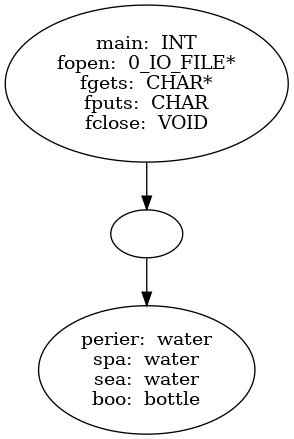 main: INT
fopen: 0_IO_FILE*
fgets: CHAR*
fputs: CHAR
fclose: VOID
perier: water
spa: water
sea: water
boo: bottle